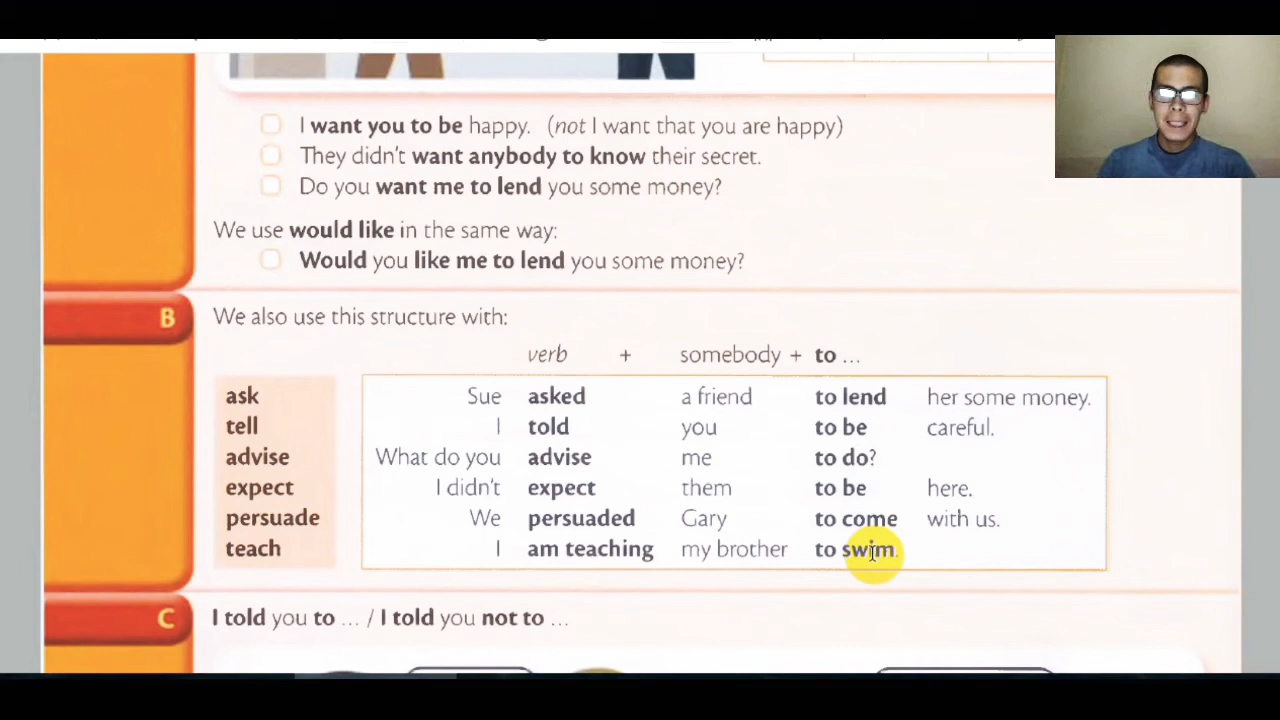 I want you to be happy. (not I want that you are happy)
They didn't want anybody to know their secret.
Do you want me to lend you some money?
We use would like in the same way:
Would you like me to lend you some money?
B
We also use this structure with:
verb + somebody + to ...
ask Sue asked a friend to lend her some money.
tell I told you to be careful.
advise What do you advise me to do?
expect I didn't expect them to be here.
persuade We persuaded Gary to come with us.
teach I am teaching my brother to swim.
C
I told you to ... / I told you not to ...